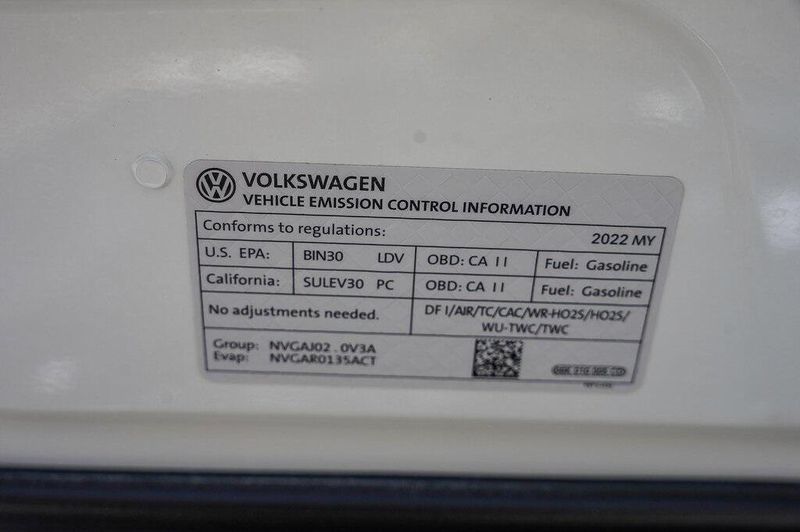 VOLKSWAGEN
VEHICLE EMISSION CONTROL INFORMATION
Conforms to regulations: 2022 MY
U.S. EPA: BIN30 LDV OBD: CA II Fuel: Gasoline
California: SULEV30 PC OBD: CA II Fuel: Gasoline
No adjustments needed. DFI/AIR/TC/CAC/WR-HO2S/HO2S/
WU-TWC/TWC
Group: NVGAJ02.0V3A
Evap: NVGAR0135ACT